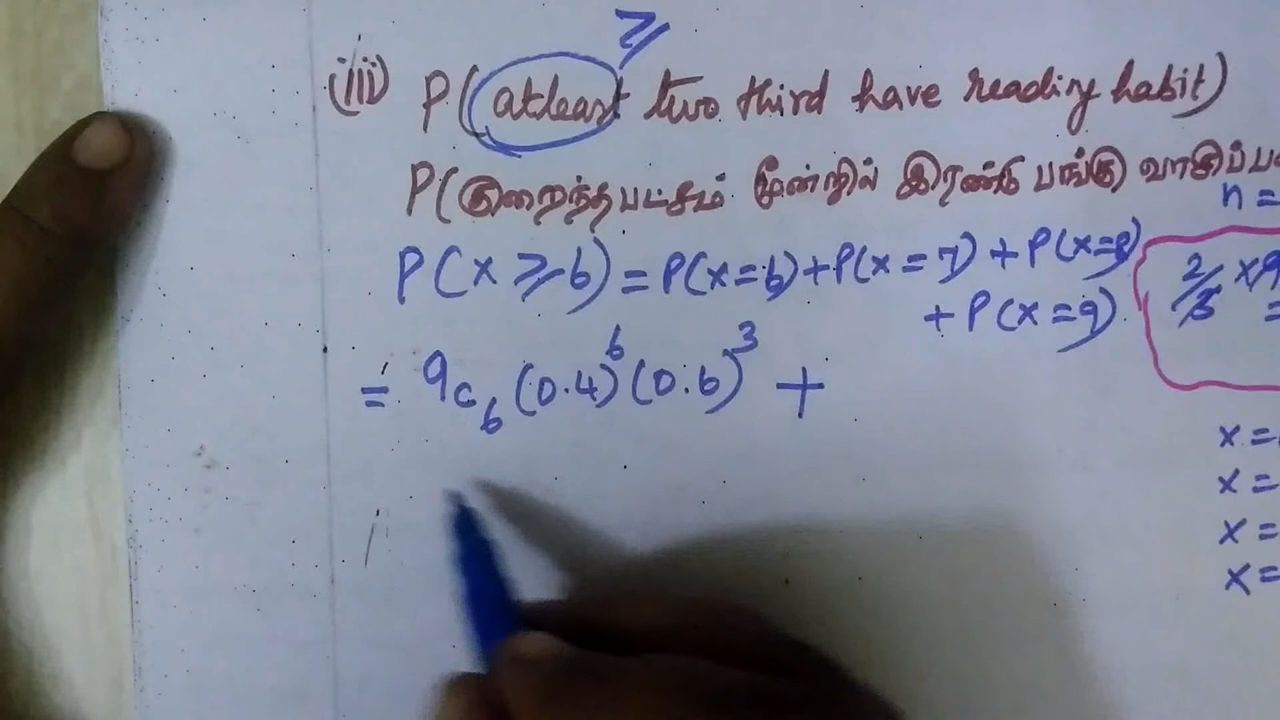 ≥
(iii) P(atleast two third have reading habit)
P(குறைந்தபட்சம் மூன்றில் இரண்டு பங்கு வாசிப்ப
n =
P(x ≥ 6) = P(x=6) + P(x=7) + P(x=8)
+ P(x=9)
2/3 x 9
=
= 9c₆ (0.4)⁶ (0.6)³ +
x =
x =
x =
x =